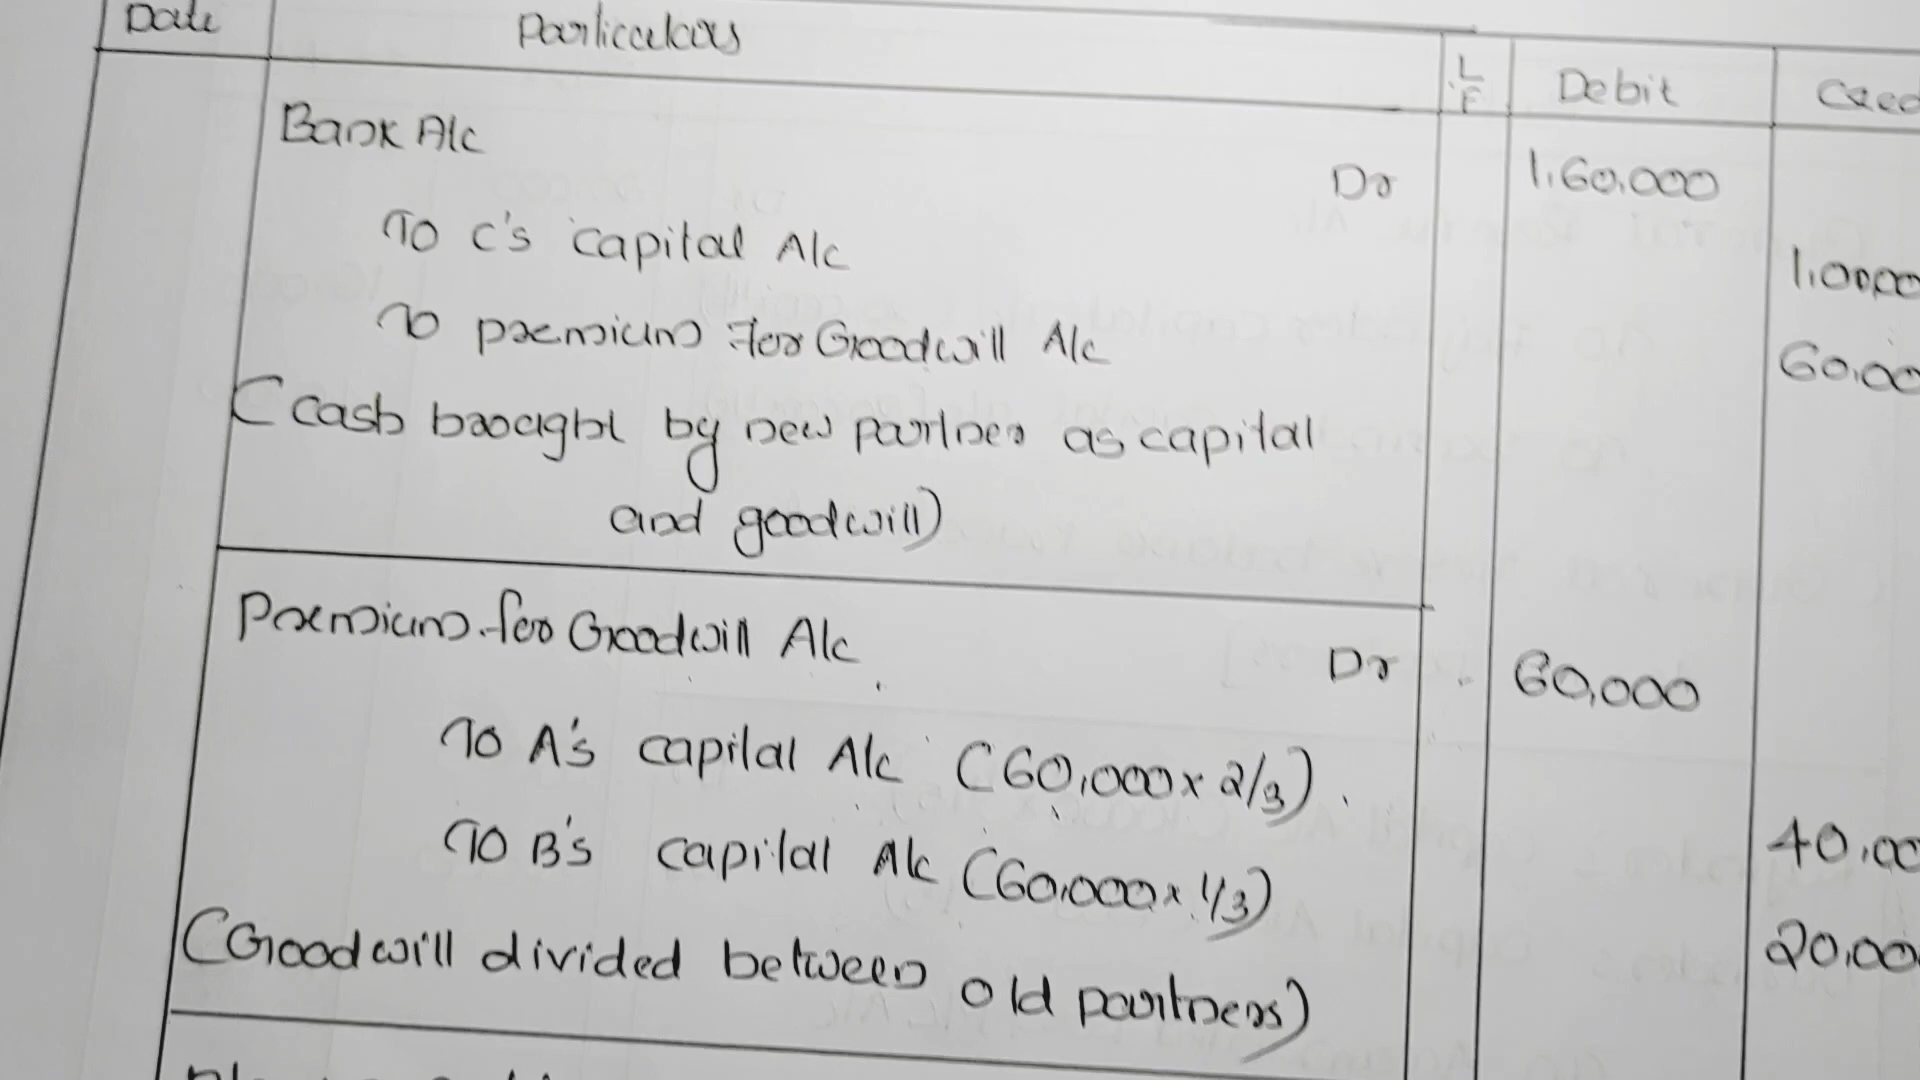 Date Particulars L.F Debit
Bank A/c Dr 1,60,000
To C's capital A/c
To premium for Goodwill A/c
(cash brought by new partner as capital
and goodwill)
Premium for Goodwill A/c Dr 60,000
To A's capital A/c (60,000 x 2/3)
To B's capital A/c (60,000 x 1/3)
(Goodwill divided between old partners)